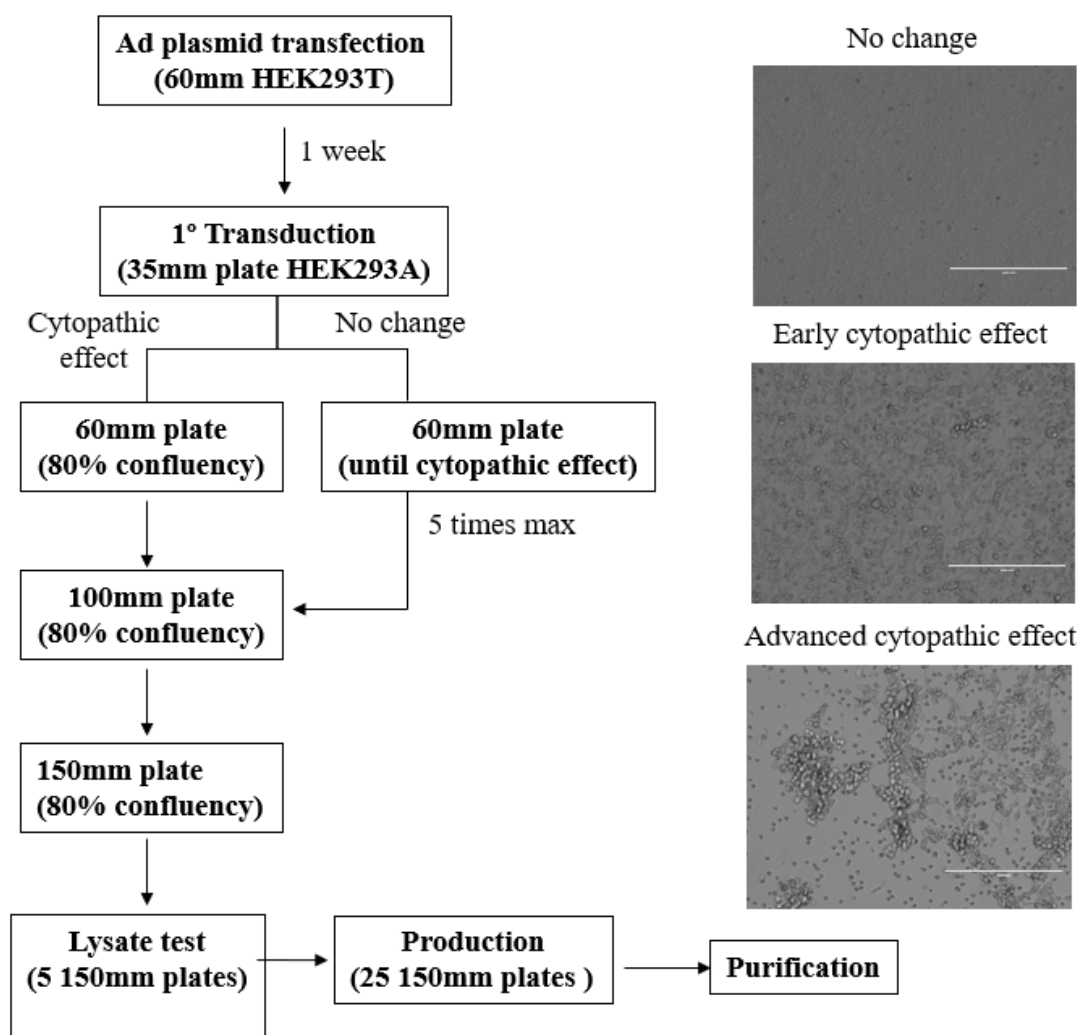 Ad plasmid transfection
(60mm HEK293T)
1 week
1º Transduction
(35mm plate HEK293A)
Cytopathic
effect
No change
60mm plate
(80% confluency)
60mm plate
(until cytopathic effect)
5 times max
100mm plate
(80% confluency)
150mm plate
(80% confluency)
Lysate test
(5 150mm plates)
Production
(25 150mm plates )
Purification
No change
Early cytopathic effect
Advanced cytopathic effect